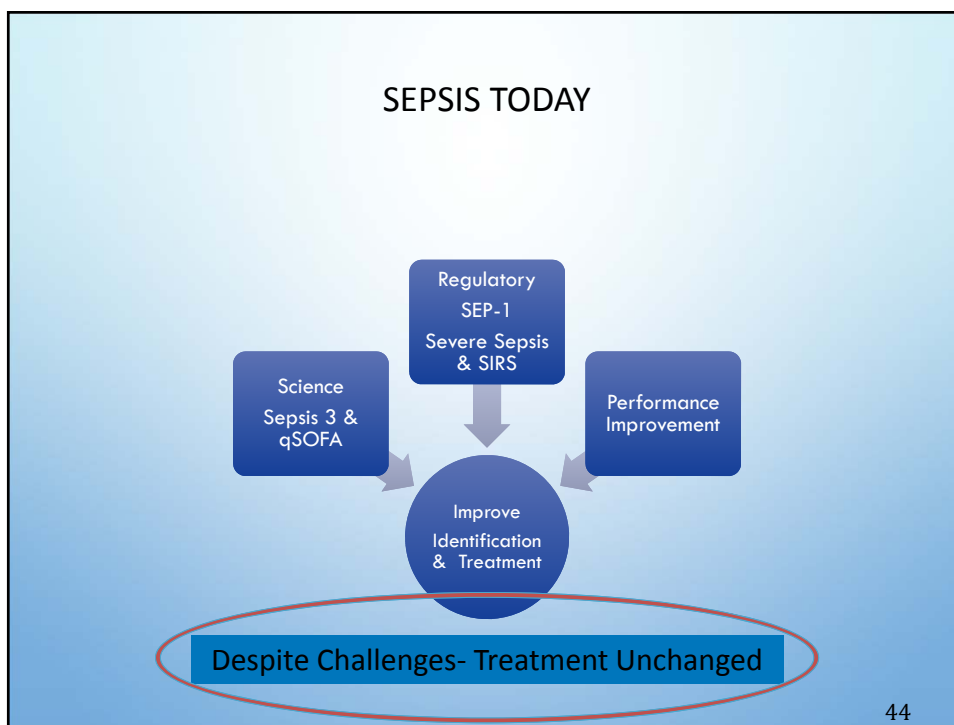 SEPSIS TODAY
Regulatory
SEP-1
Severe Sepsis
& SIRS
Science
Sepsis 3 &
qSOFA
Performance
Improvement
Improve
Identification
& Treatment
Despite Challenges- Treatment Unchanged
44